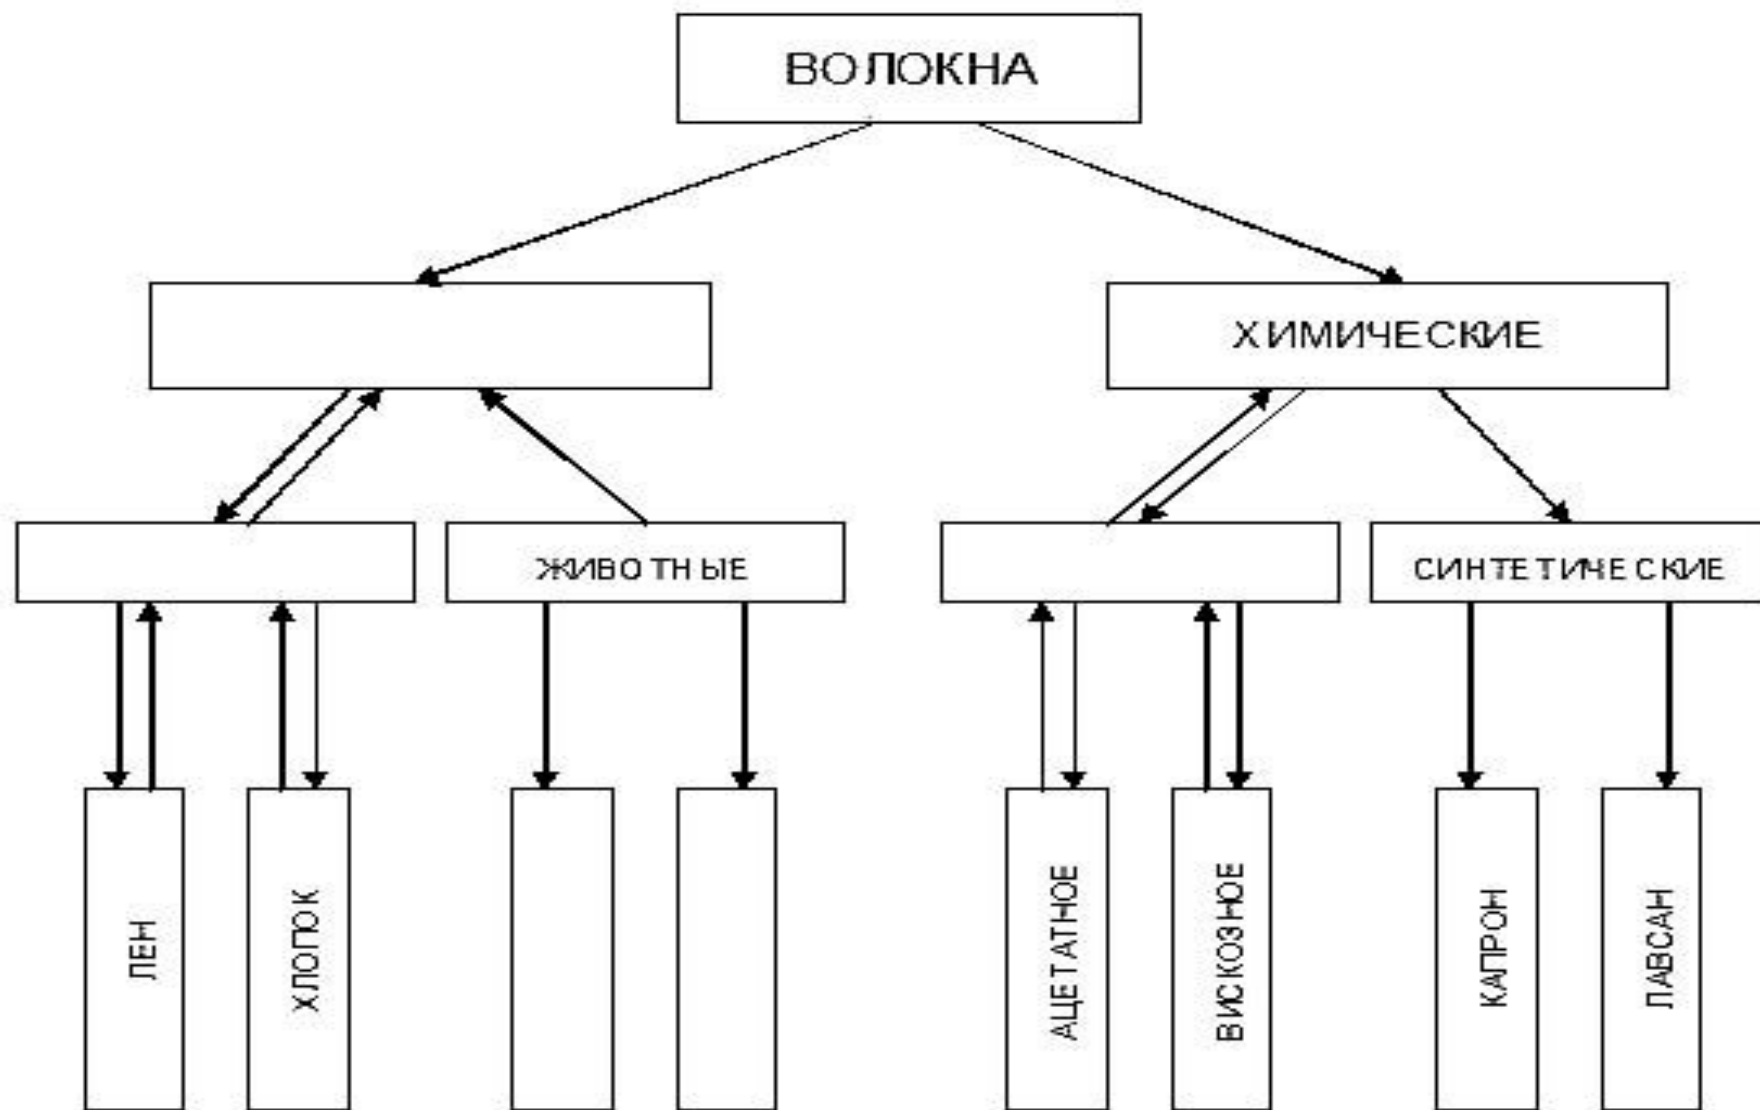 ВОЛОКНА
ХИМИЧЕСКИЕ
ЖИВОТНЫЕ
СИНТЕТИЧЕСКИЕ
ЛЕН
ХЛОПОК
АЦЕТАТНОЕ
ВИСКОЗНОЕ
КАПРОН
ЛАВСАН